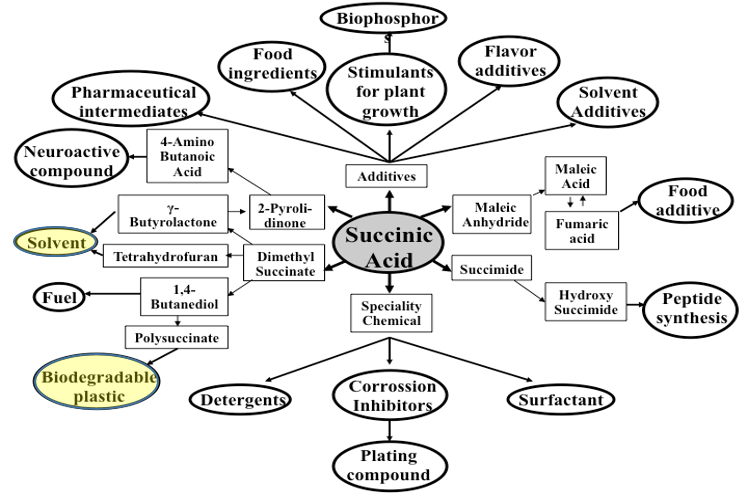 Biophosphor
s
Food
ingredients
Stimulants
for plant
growth
Flavor
additives
Pharmaceutical
intermediates
Solvent
Additives
Neuroactive
compound
4-Amino
Butanoic
Acid
Additives
Maleic
Acid
Food
additive
γ-
Butyrolactone
2-Pyroli-
dinone
Succinic
Acid
Maleic
Anhydride
Fumaric
acid
Solvent
Tetrahydrofuran
Dimethyl
Succinate
Succimide
Fuel
1,4-
Butanediol
Speciality
Chemical
Hydroxy
Succimide
Peptide
synthesis
Polysuccinate
Biodegradable
plastic
Detergents
Corrossion
Inhibitors
Surfactant
Plating
compound